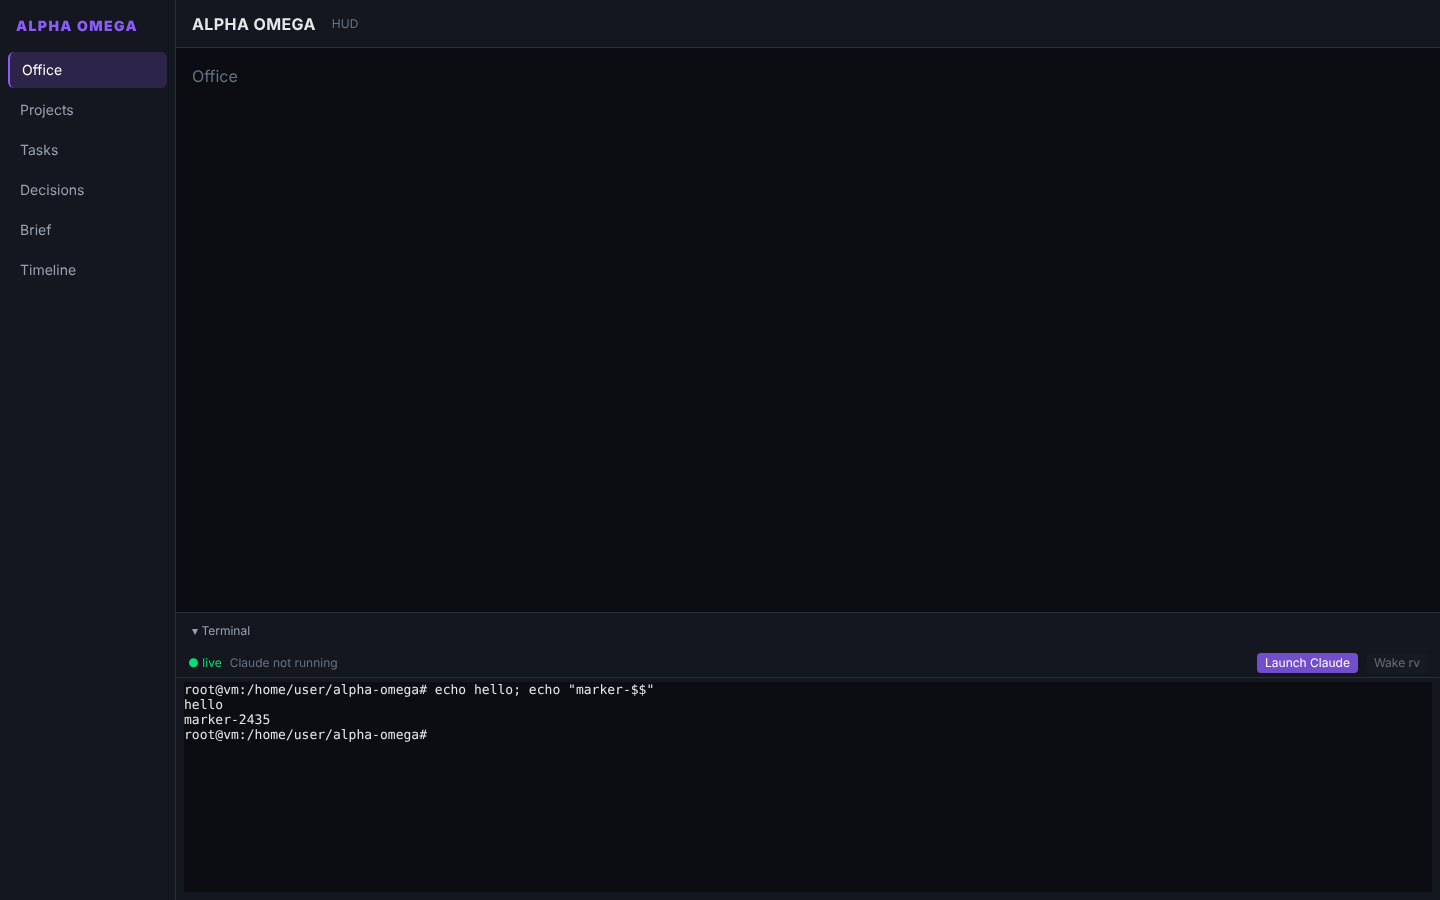 ALPHA OMEGA
Office
Projects
Tasks
Decisions
Brief
Timeline
ALPHA OMEGA HUD
Office
▾ Terminal
live Claude not running
Launch Claude Wake rv
root@vm:/home/user/alpha-omega# echo hello; echo "marker-$$"
hello
marker-2435
root@vm:/home/user/alpha-omega#